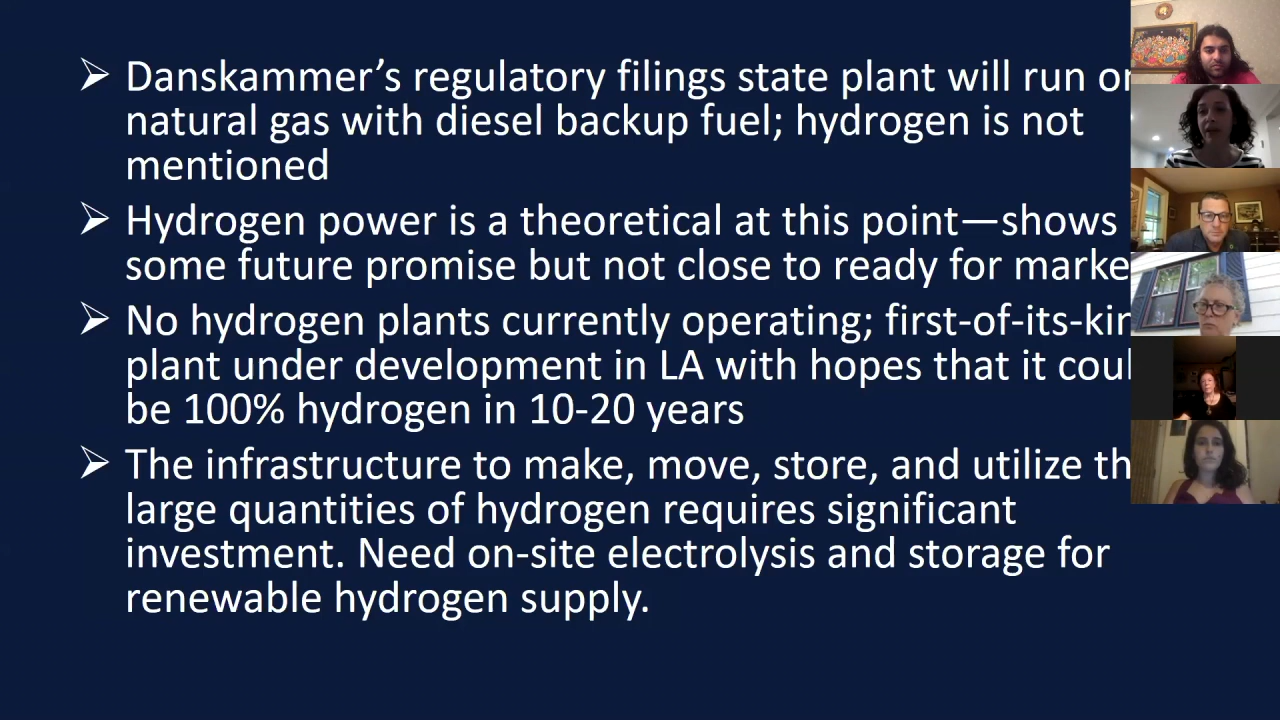 ➢ Danskammer’s regulatory filings state plant will run on
natural gas with diesel backup fuel; hydrogen is not
mentioned
➢ Hydrogen power is a theoretical at this point—shows
some future promise but not close to ready for marke
➢ No hydrogen plants currently operating; first-of-its-kin
plant under development in LA with hopes that it coul
be 100% hydrogen in 10-20 years
➢ The infrastructure to make, move, store, and utilize th
large quantities of hydrogen requires significant
investment. Need on-site electrolysis and storage for
renewable hydrogen supply.